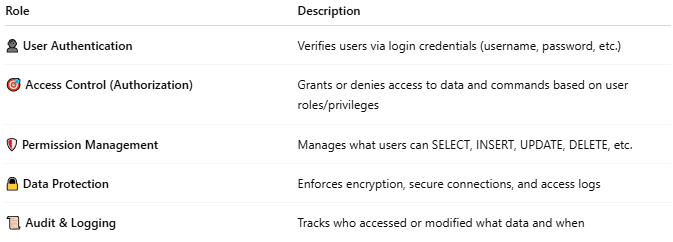 Role Description
User Authentication Verifies users via login credentials (username, password, etc.)
Access Control (Authorization) Grants or denies access to data and commands based on user
roles/privileges
Permission Management Manages what users can SELECT, INSERT, UPDATE, DELETE, etc.
Data Protection Enforces encryption, secure connections, and access logs
Audit & Logging Tracks who accessed or modified what data and when